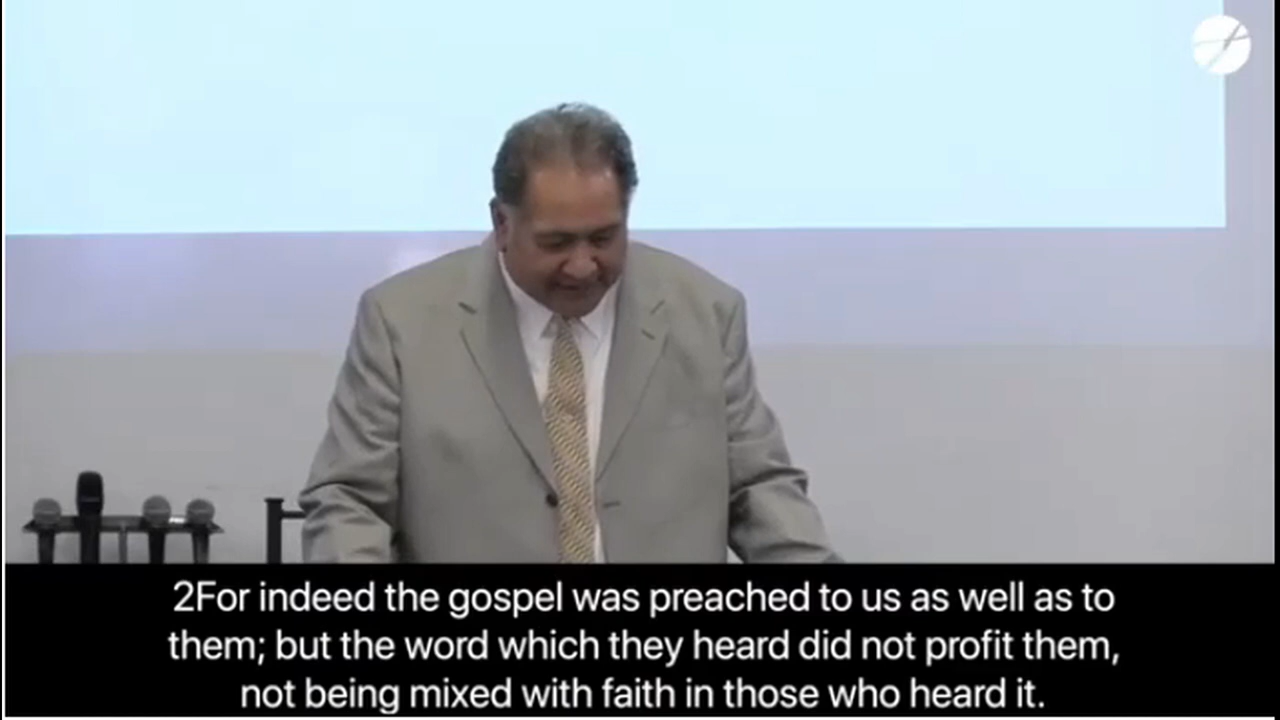 2For indeed the gospel was preached to us as well as to
them; but the word which they heard did not profit them,
not being mixed with faith in those who heard it.